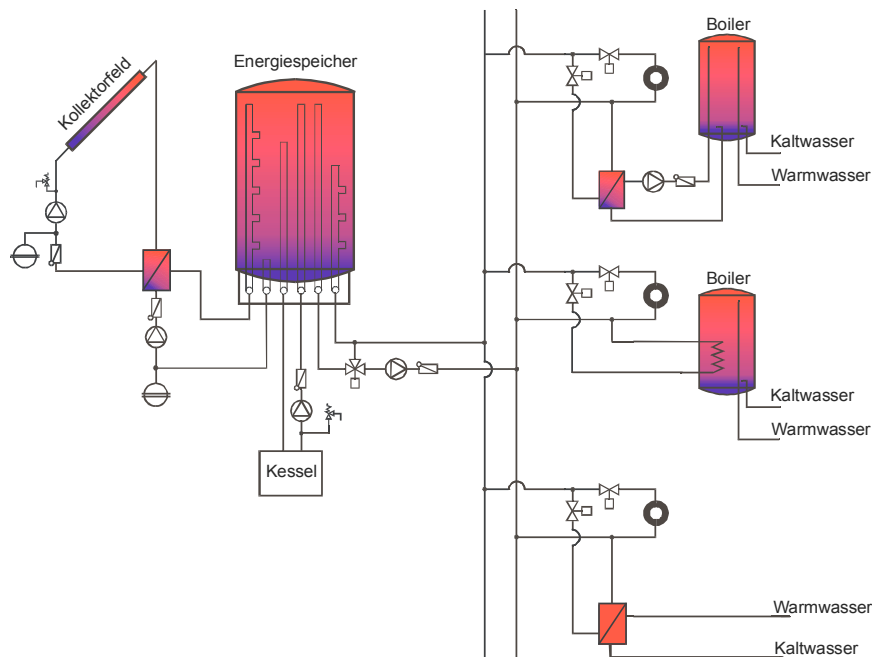 Boiler
Energiespeicher
Kollektorfeld
Kaltwasser
Warmwasser
Boiler
Kaltwasser
Warmwasser
Kessel
Warmwasser
Kaltwasser